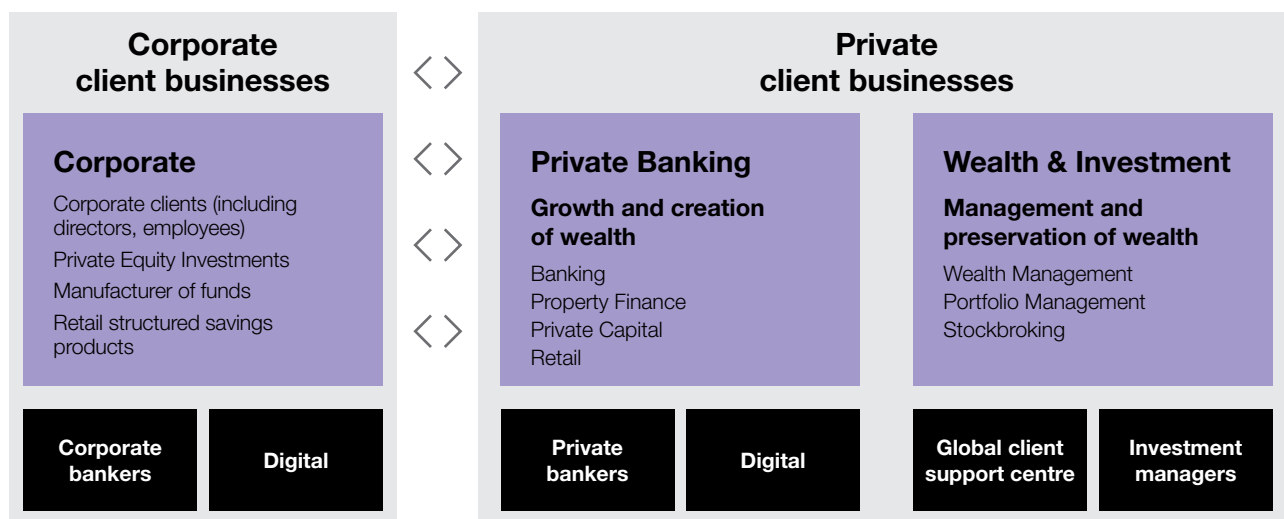 Corporate
client businesses
Corporate
Corporate clients (including
directors, employees)
Private Equity Investments
Manufacturer of funds
Retail structured savings
products
Corporate
bankers
Digital
Private
client businesses
Private Banking
Growth and creation
of wealth
Banking
Property Finance
Private Capital
Retail
Private
bankers
Digital
Wealth & Investment
Management and
preservation of wealth
Wealth Management
Portfolio Management
Stockbroking
Global client
support centre
Investment
managers